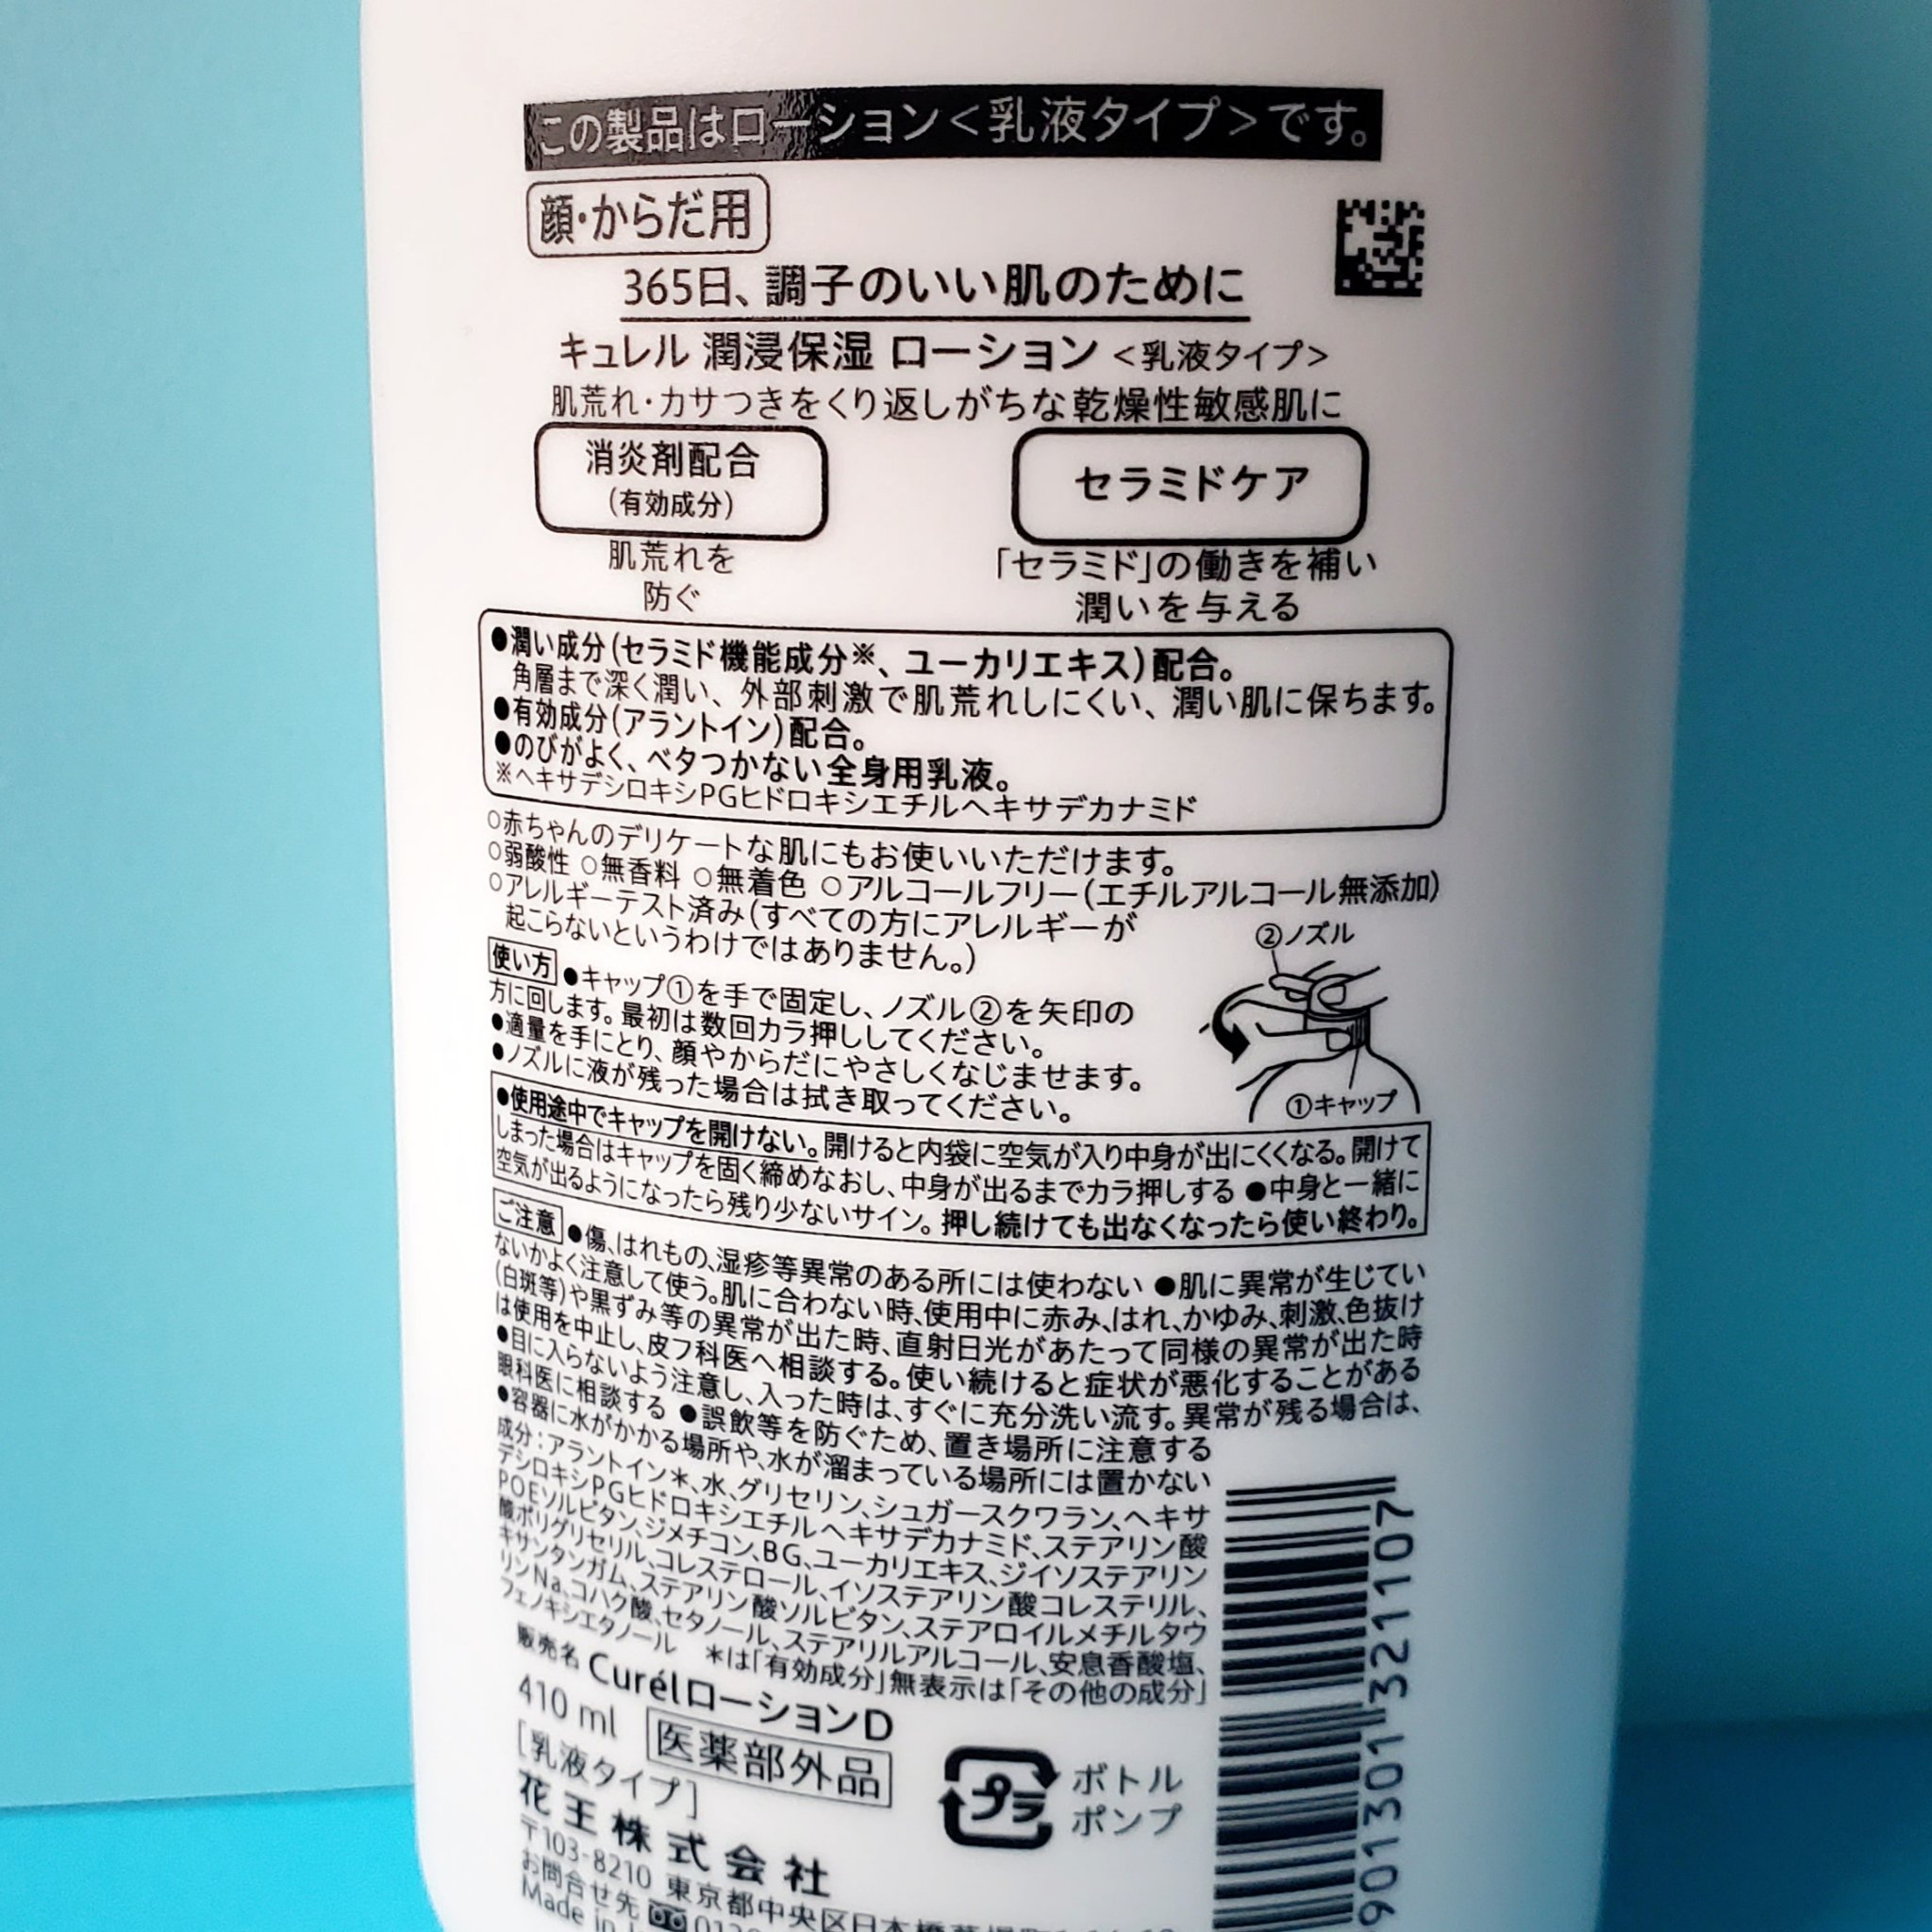 この製品はローション＜乳液タイプ＞です。
顔・からだ用
365日、調子のいい肌のために
キュレル 潤浸保湿 ローション ＜乳液タイプ＞
肌荒れ・カサつきをくり返しがちな乾燥性敏感肌に
消炎剤配合
(有効成分)
肌荒れを
防ぐ
セラミドケア
「セラミド」の働きを補い
潤いを与える
●潤い成分(セラミド機能成分※、ユーカリエキス)配合。
角層まで深く潤い、外部刺激で肌荒れしにくい、潤い肌に保ちます。
●有効成分(アラントイン)配合。
●のびがよく、ベタつかない全身用乳液。
※ヘキサデシロキシPGヒドロキシエチルヘキサデカナミド
○赤ちゃんのデリケートな肌にもお使いいただけます。
○弱酸性 ○無香料 ○無着色 ○アルコールフリー(エチルアルコール無添加)
○アレルギーテスト済み(すべての方にアレルギーが
起こらないというわけではありません。)
使い方 ●キャップ①を手で固定し、ノズル②を矢印の
方に回します。最初は数回カラ押ししてください。
●適量を手にとり、顔やからだにやさしくなじませます。
●ノズルに液が残った場合は拭き取ってください。
②ノズル
①キャップ
●使用途中でキャップを開けない。開けると内袋に空気が入り中身が出にくくなる。開けて
しまった場合はキャップを固く締めなおし、中身が出るまでカラ押しする ●中身と一緒に
空気が出るようになったら残り少ないサイン。押し続けても出なくなったら使い終わり。
ご注意 ●傷、はれもの、湿疹等異常のある所には使わない ●肌に異常が生じてい
ないかよく注意して使う。肌に合わない時、使用中に赤み、はれ、かゆみ、刺激、色抜け
(白斑等)や黒ずみ等の異常が出た時、直射日光があたって同様の異常が出た時
は使用を中止し、皮フ科医へ相談する。使い続けると症状が悪化することがある
●目に入らないよう注意し、入った時は、すぐに充分洗い流す。異常が残る場合は、
眼科医に相談する ●誤飲等を防ぐため、置き場所に注意する
●容器に水がかかる場所や、水が溜まっている場所には置かない
成分：アラントイン＊、水、グリセリン、シュガースクワラン、ヘキサ
デシロキシPGヒドロキシエチルヘキサデカナミド、ステアリン酸
POEソルビタン、ジメチコン、BG、ユーカリエキス、ジイソステアリン
酸ポリグリセリル、コレステロール、イソステアリン酸コレステリル、
キサンタンガム、ステアリン酸ソルビタン、ステアロイルメチルタウ
リンNa、コハク酸、セタノール、ステアリルアルコール、安息香酸塩、
フェノキシエタノール ＊は「有効成分」無表示は「その他の成分」
販売名 CurélローションD
410 ml 医薬部外品
[乳液タイプ]
プラ
ボトル
ポンプ
花王株式会社
〒103-8210 東京都中央区日本橋
お問合せ先 0120
Made in
901301 321107